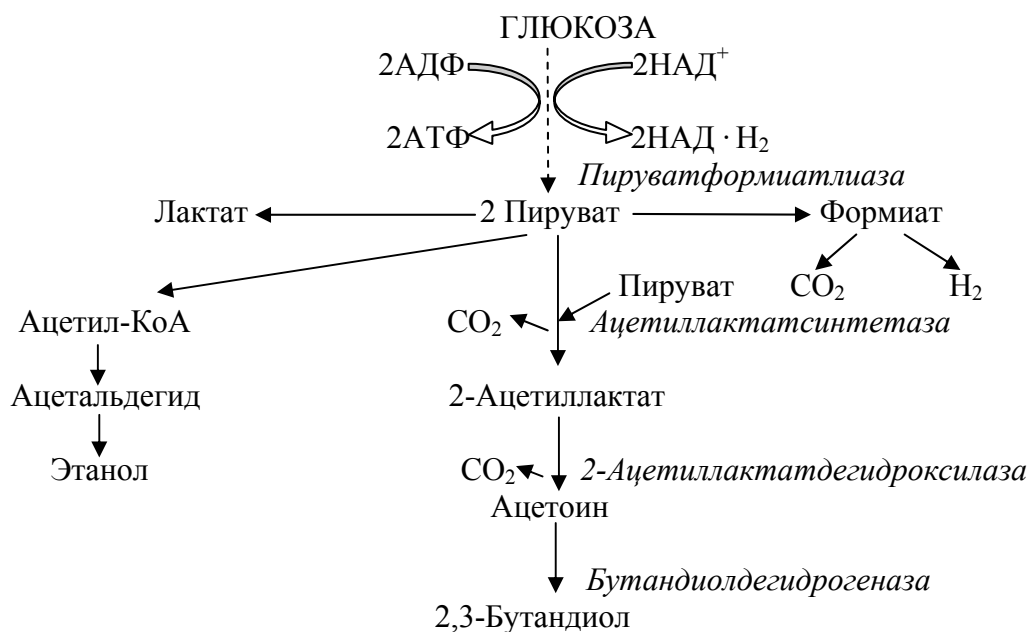 ГЛЮКОЗА
2АДФ 2НАД⁺
2АТФ 2НАД · H₂
Пируватформиатлиаза
Лактат 2 Пируват Формиат
CO₂ H₂
Пируват
Ацетил-КоА CO₂ Ацетиллактатсинтетаза
Ацетальдегид 2-Ацетиллактат
Этанол CO₂ 2-Ацетиллактатдегидроксилаза
Ацетоин
Бутандиолдегидрогеназа
2,3-Бутандиол